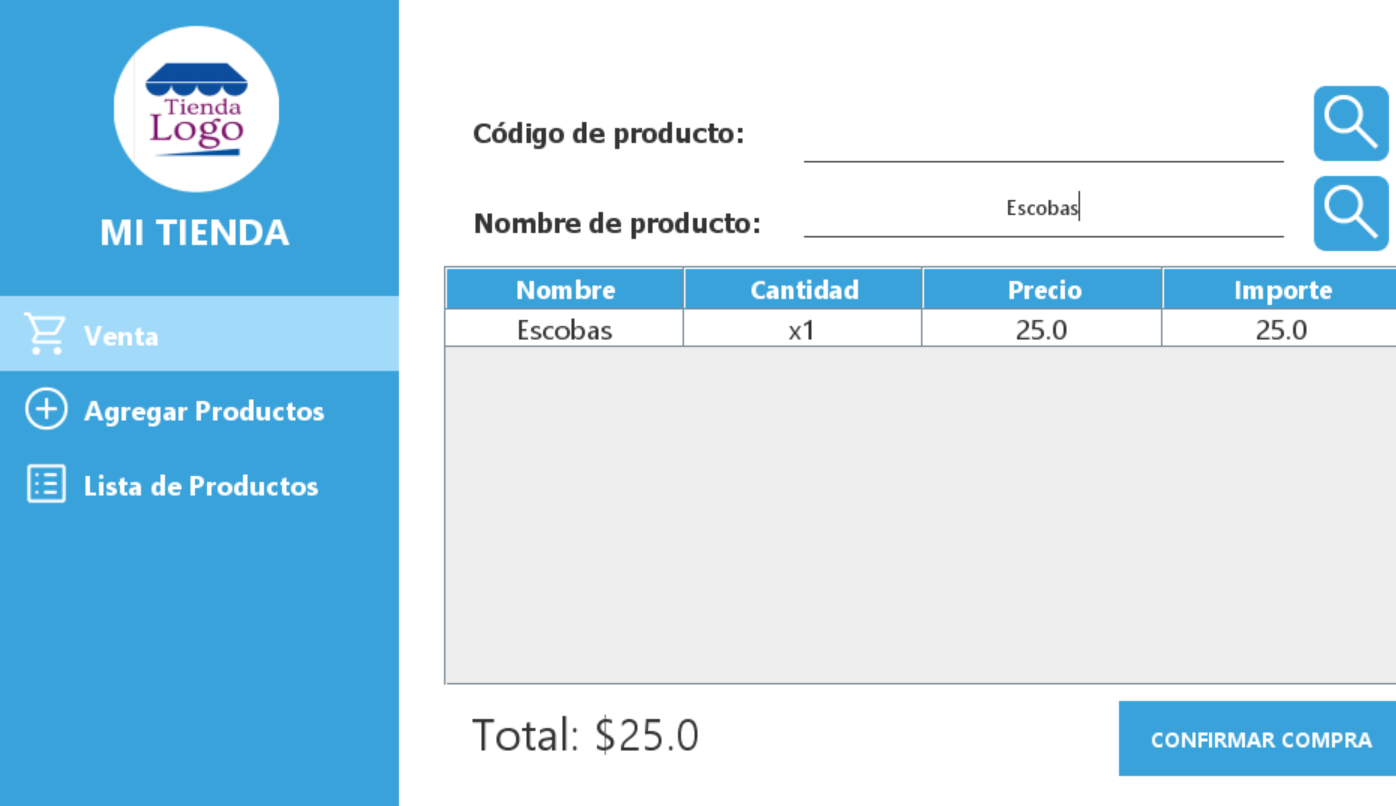 Tienda
Logo
MI TIENDA
Venta
Agregar Productos
Lista de Productos
Código de producto:
Nombre de producto: Escobas
Nombre Cantidad Precio Importe
Escobas x1 25.0 25.0
Total: $25.0
CONFIRMAR COMPRA